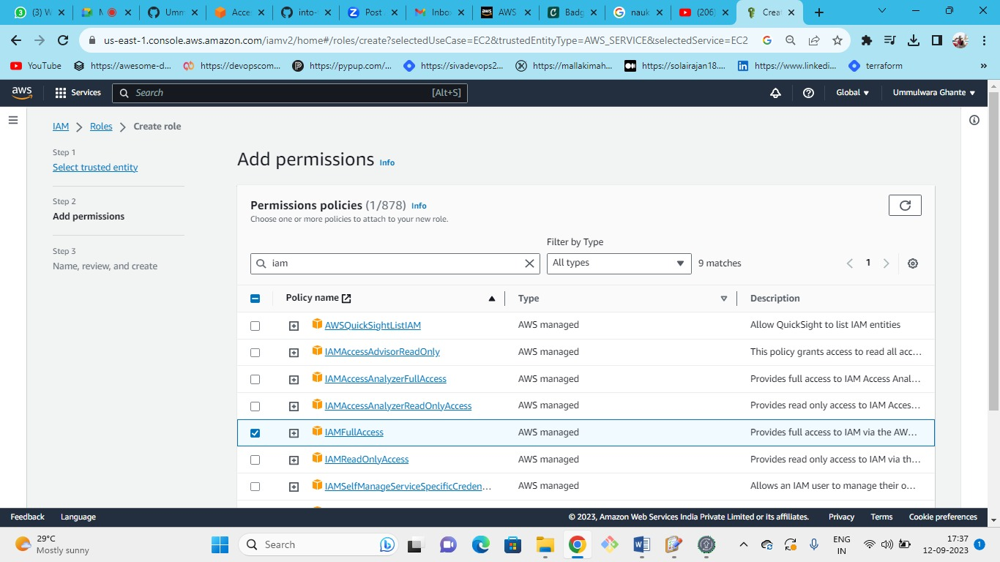 (3) W
M
Umm
Acce
into-
Post
Inbo
aws AWS
Badg
nauk
(206)
Crea
us-east-1.console.aws.amazon.com/iamv2/home#/roles/create?selectedUseCase=EC2&trustedEntityType=AWS_SERVICE&selectedService=EC2
YouTube https://awesome-d... https://devopscom... https://pypup.com/... https://sivadevops2... https://mallakimah... https://solairajan18.... https://www.linkedi... terraform »
aws Services Search [Alt+S] Global Ummulwara Ghante
IAM Roles Create role
Step 1
Select trusted entity
Step 2
Add permissions
Step 3
Name, review, and create
Add permissions Info
Permissions policies (1/878) Info
Choose one or more policies to attach to your new role.
Filter by Type
iam All types 9 matches 1
Policy name Type Description
AWSQuickSightListIAM AWS managed Allow QuickSight to list IAM entities
IAMAccessAdvisorReadOnly AWS managed This policy grants access to read all acc...
IAMAccessAnalyzerFullAccess AWS managed Provides full access to IAM Access Anal...
IAMAccessAnalyzerReadOnlyAccess AWS managed Provides read only access to IAM Acces...
IAMFullAccess AWS managed Provides full access to IAM via the AW...
IAMReadOnlyAccess AWS managed Provides read only access to IAM via th...
IAMSelfManageServiceSpecificCreden... AWS managed Allows an IAM user to manage their o...
Feedback Language © 2023, Amazon Web Services India Private Limited or its affiliates. Privacy Terms Cookie preferences
29°C
Mostly sunny
Search
ENG
IN
17:37
12-09-2023
1